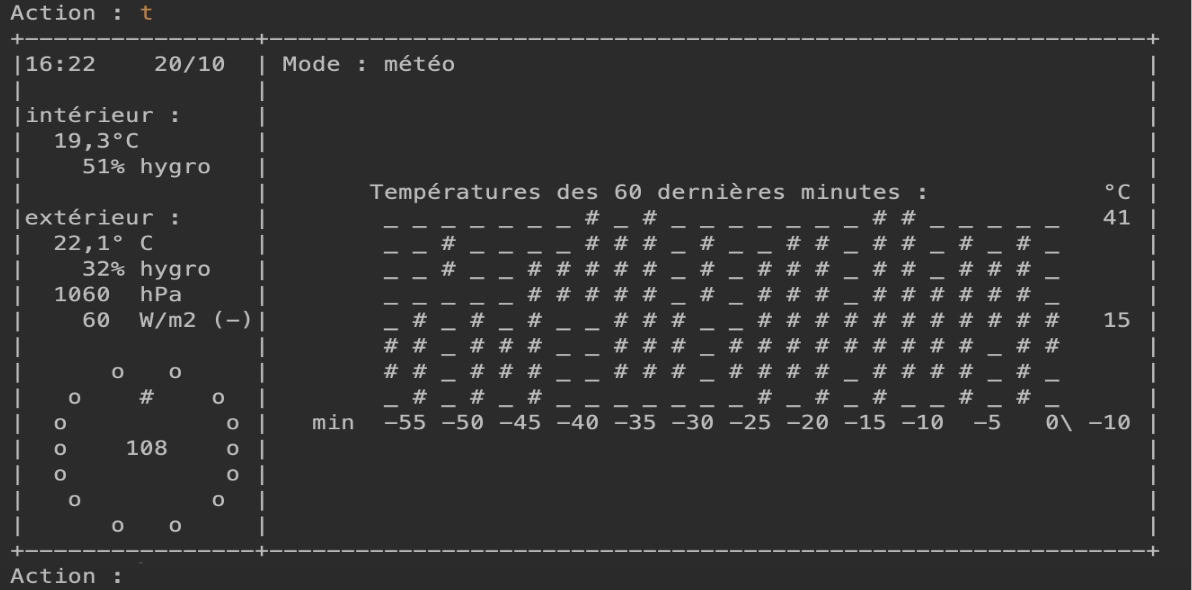 Action : t
+----------------+-------------------------------------------------------------+
|16:22    20/10  | Mode : météo                                                |
|                |                                                             |
|intérieur :     |                                                             |
|  19,3°C        |                                                             |
|    51% hygro   |                                                             |
|                |       Températures des 60 dernières minutes :            °C |
|extérieur :     |        _ _ _ _ _ _ _ # _ # _ _ _ _ _ _ _ # # _ _ _ _ _   41 |
|  22,1° C       |        _ _ # _ _ _ _ # # # _ # _ _ # # _ # # _ # _ # _      |
|    32% hygro   |        _ _ # _ _ # # # # # _ # _ # # # _ # # _ # # # _      |
|  1060  hPa     |        _ _ _ _ _ # # # # # _ # _ # # # _ # # # # # # _      |
|    60  W/m2 (-)|        _ # _ # _ # _ _ # # # _ _ # # # # # # # # # # #   15 |
|                |        # # _ # # # _ _ # # # _ # # # # # # # # # _ # #      |
|      o   o     |        # # _ # # # _ _ # # # _ # # # # _ # # # # _ # _      |
|   o    #    o  |        _ # _ # _ # _ _ _ _ _ _ _ # _ # _ # _ _ # _ # _      |
|  o           o |   min  -55 -50 -45 -40 -35 -30 -25 -20 -15 -10  -5   0\ -10 |
|  o    108    o |                                                             |
|  o           o |                                                             |
|   o         o  |                                                             |
|      o   o     |                                                             |
+----------------+-------------------------------------------------------------+
Action :